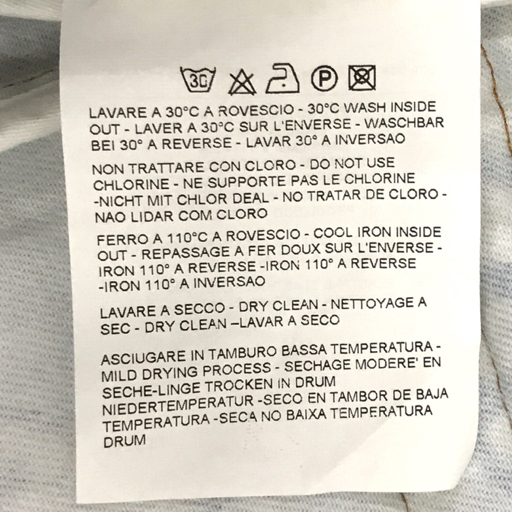 30 P
LAVARE A 30°C A ROVESCIO - 30°C WASH INSIDE
OUT - LAVER A 30°C SUR L'ENVERSE - WASCHBAR
BEI 30° A REVERSE - LAVAR 30° A INVERSAO
NON TRATTARE CON CLORO - DO NOT USE
CHLORINE - NE SUPPORTE PAS LE CHLORINE
-NICHT MIT CHLOR DEAL - NO TRATAR DE CLORO -
NAO LIDAR COM CLORO
FERRO A 110°C A ROVESCIO - COOL IRON INSIDE
OUT - REPASSAGE A FER DOUX SUR L'ENVERSE -
IRON 110° A REVERSE -IRON 110° A REVERSE
-IRON 110° A INVERSAO
LAVARE A SECCO - DRY CLEAN - NETTOYAGE A
SEC - DRY CLEAN –LAVAR A SECO
ASCIUGARE IN TAMBURO BASSA TEMPERATURA -
MILD DRYING PROCESS - SECHAGE MODERE' EN
SECHE-LINGE TROCKEN IN DRUM
NIEDERTEMPERATUR -SECO EN TAMBOR DE BAJA
TEMPERATURA -SECA NO BAIXA TEMPERATURA
DRUM